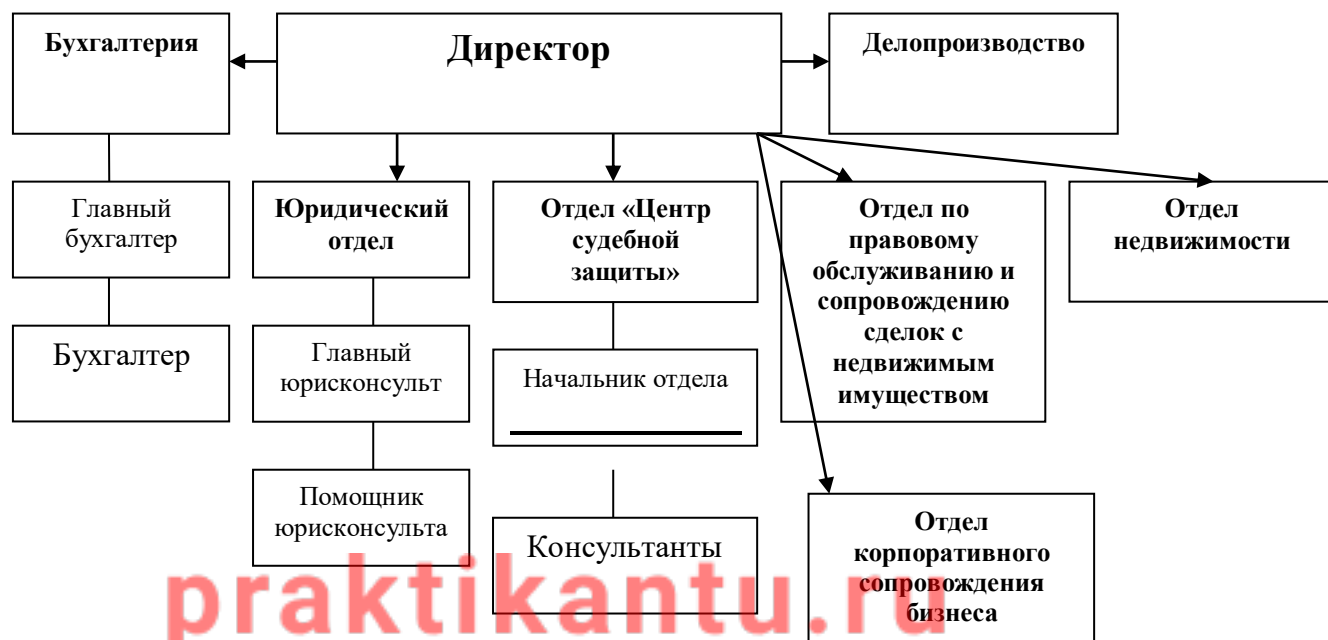 Бухгалтерия
Директор
Делопроизводство
Главный
бухгалтер
Юридический
отдел
Отдел «Центр
судебной
защиты»
Отдел по
правовому
обслуживанию и
сопровождению
сделок с
недвижимым
имуществом
Отдел
недвижимости
Бухгалтер
Главный
юрисконсульт
Начальник отдела
Помощник
юрисконсульта
Консультанты
Отдел
корпоративного
сопровождения
бизнеса
praktikantu.ru